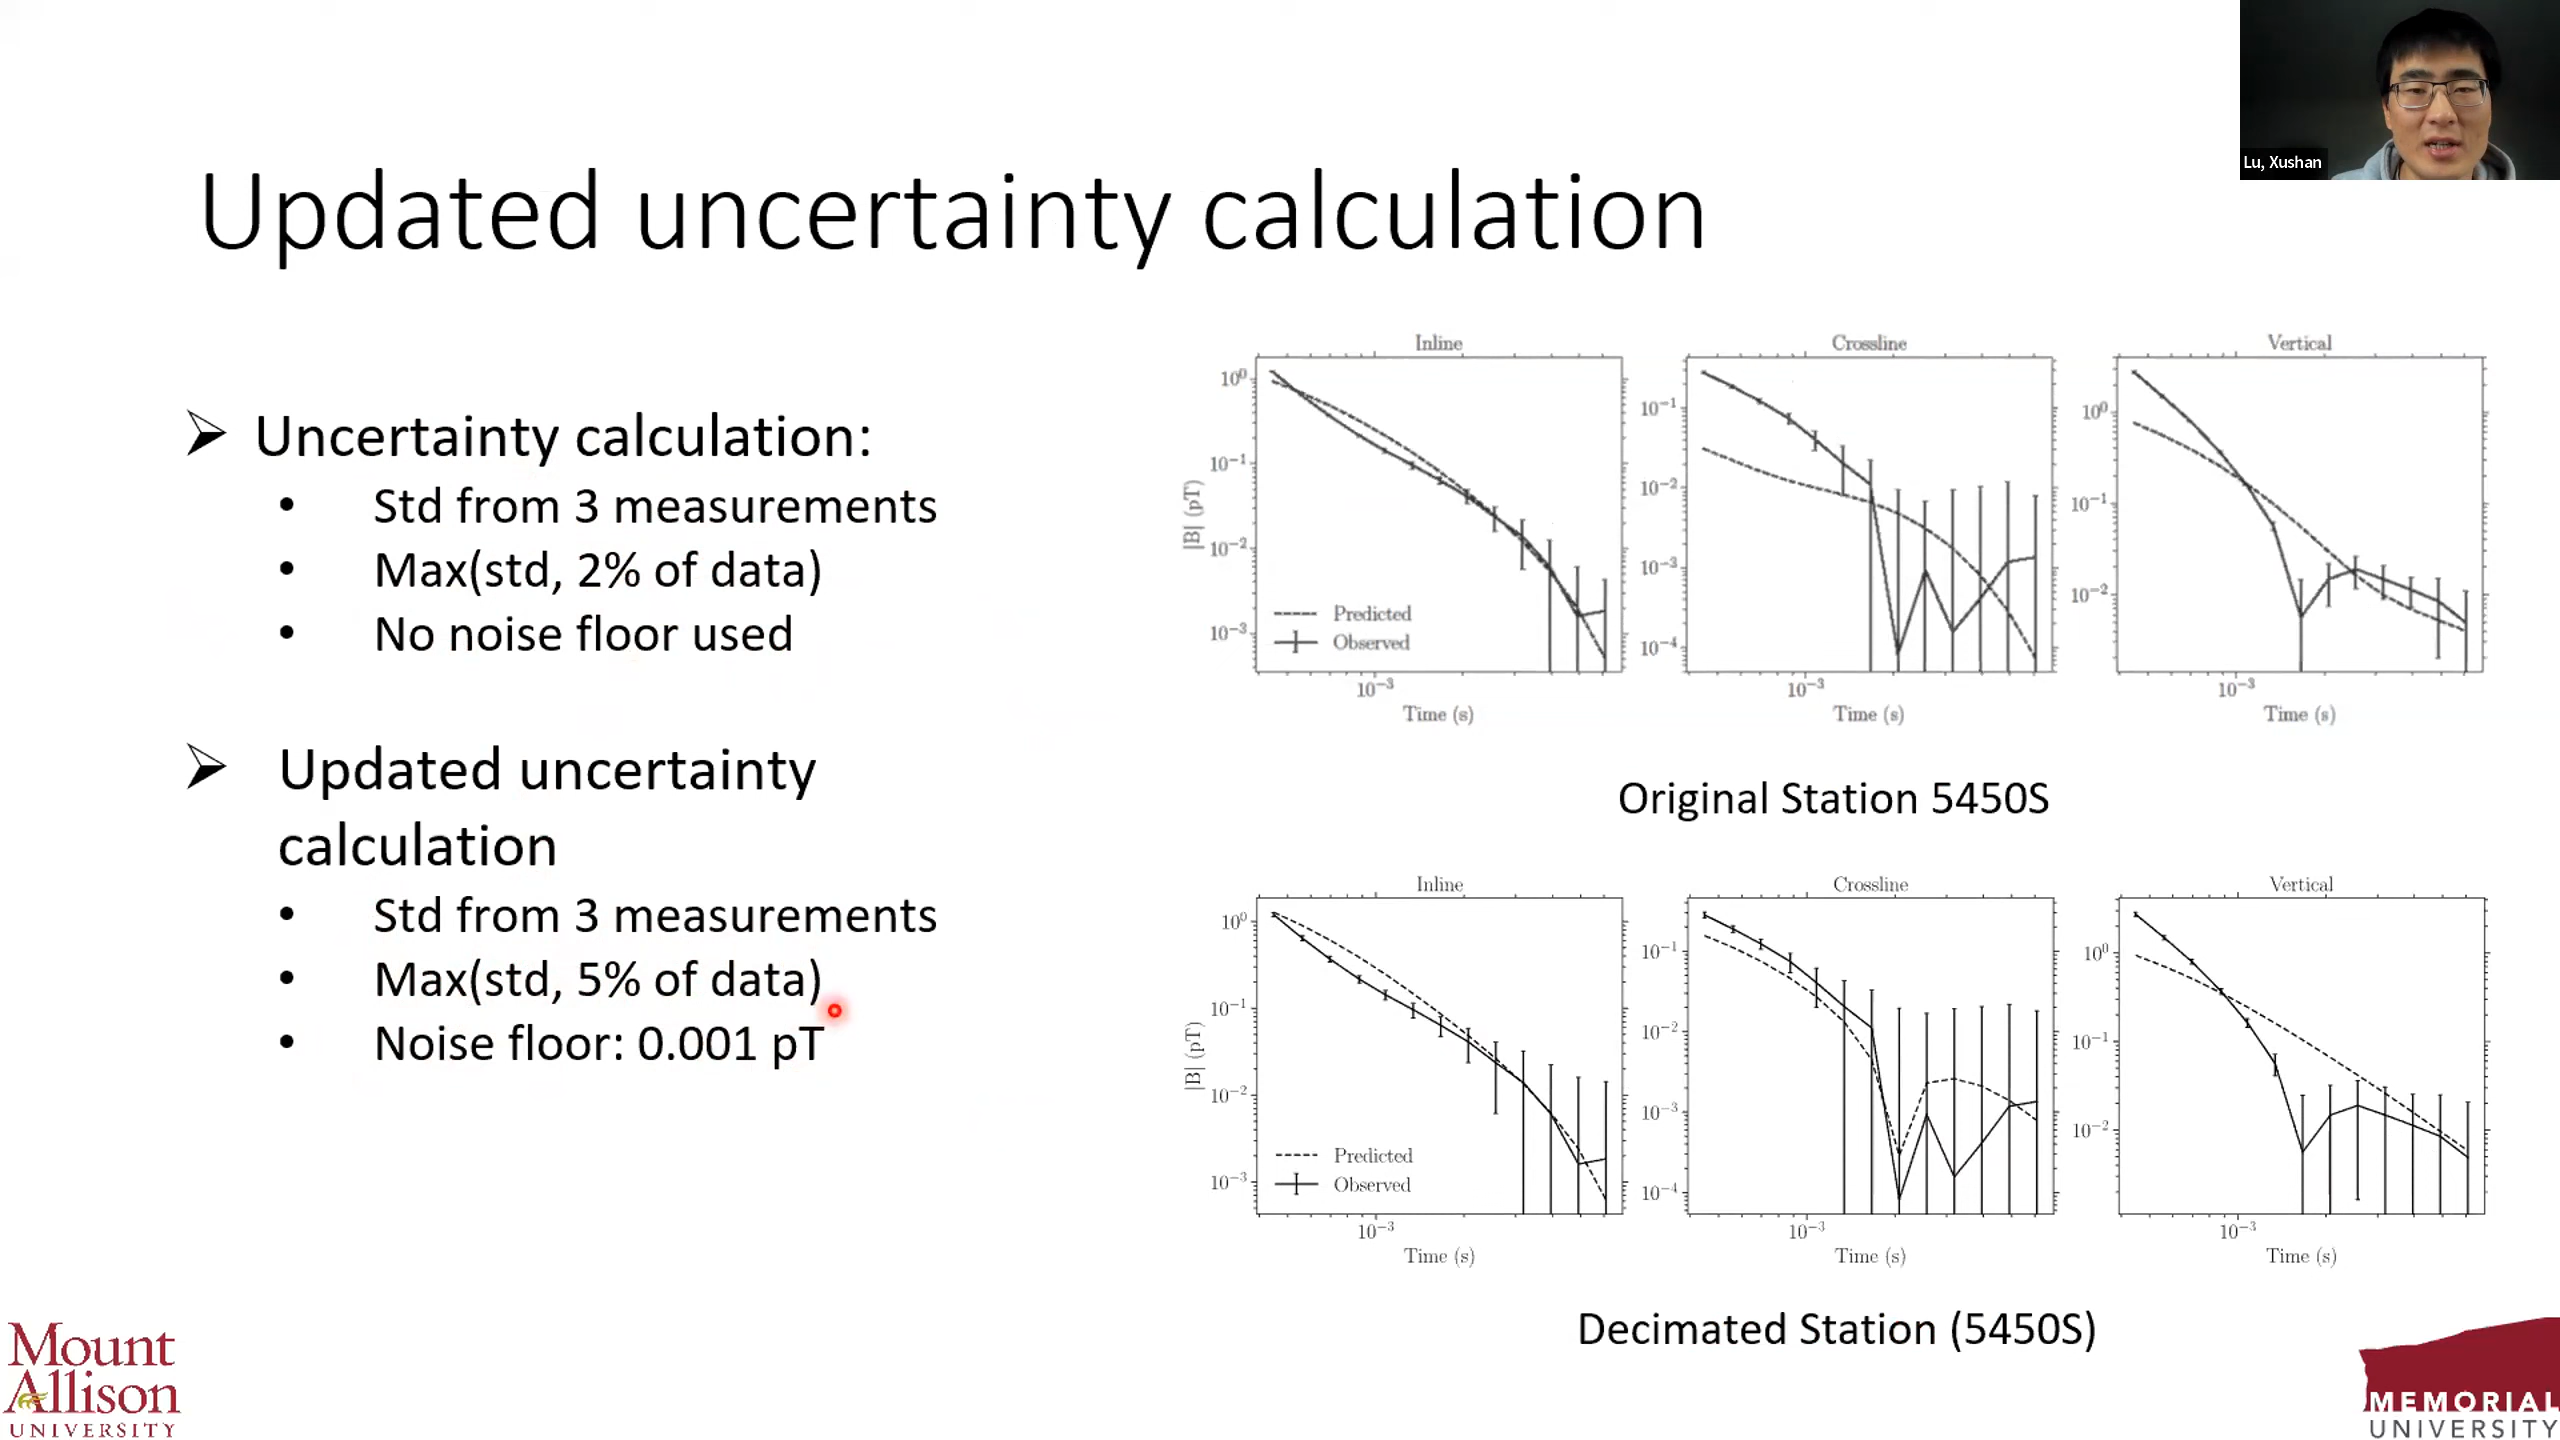 Lu, Xushan
Updated uncertainty calculation
➢ Uncertainty calculation:
• Std from 3 measurements
• Max(std, 2% of data)
• No noise floor used
➢ Updated uncertainty
calculation
• Std from 3 measurements
• Max(std, 5% of data)
• Noise floor: 0.001 pT
Inline
Crossline
Vertical
|B| (pT)
10⁰
10⁻¹
10⁻²
10⁻³
Predicted
Observed
10⁻³
Time (s)
10⁻¹
10⁻²
10⁻³
10⁻⁴
10⁻³
Time (s)
10⁰
10⁻¹
10⁻²
10⁻³
Time (s)
Original Station 5450S
Inline
Crossline
Vertical
|B| (pT)
10⁰
10⁻¹
10⁻²
10⁻³
Predicted
Observed
10⁻³
Time (s)
10⁻¹
10⁻²
10⁻³
10⁻⁴
10⁻³
Time (s)
10⁰
10⁻¹
10⁻²
10⁻³
Time (s)
Decimated Station (5450S)
Mount
Allison
UNIVERSITY
MEMORIAL
UNIVERSITY